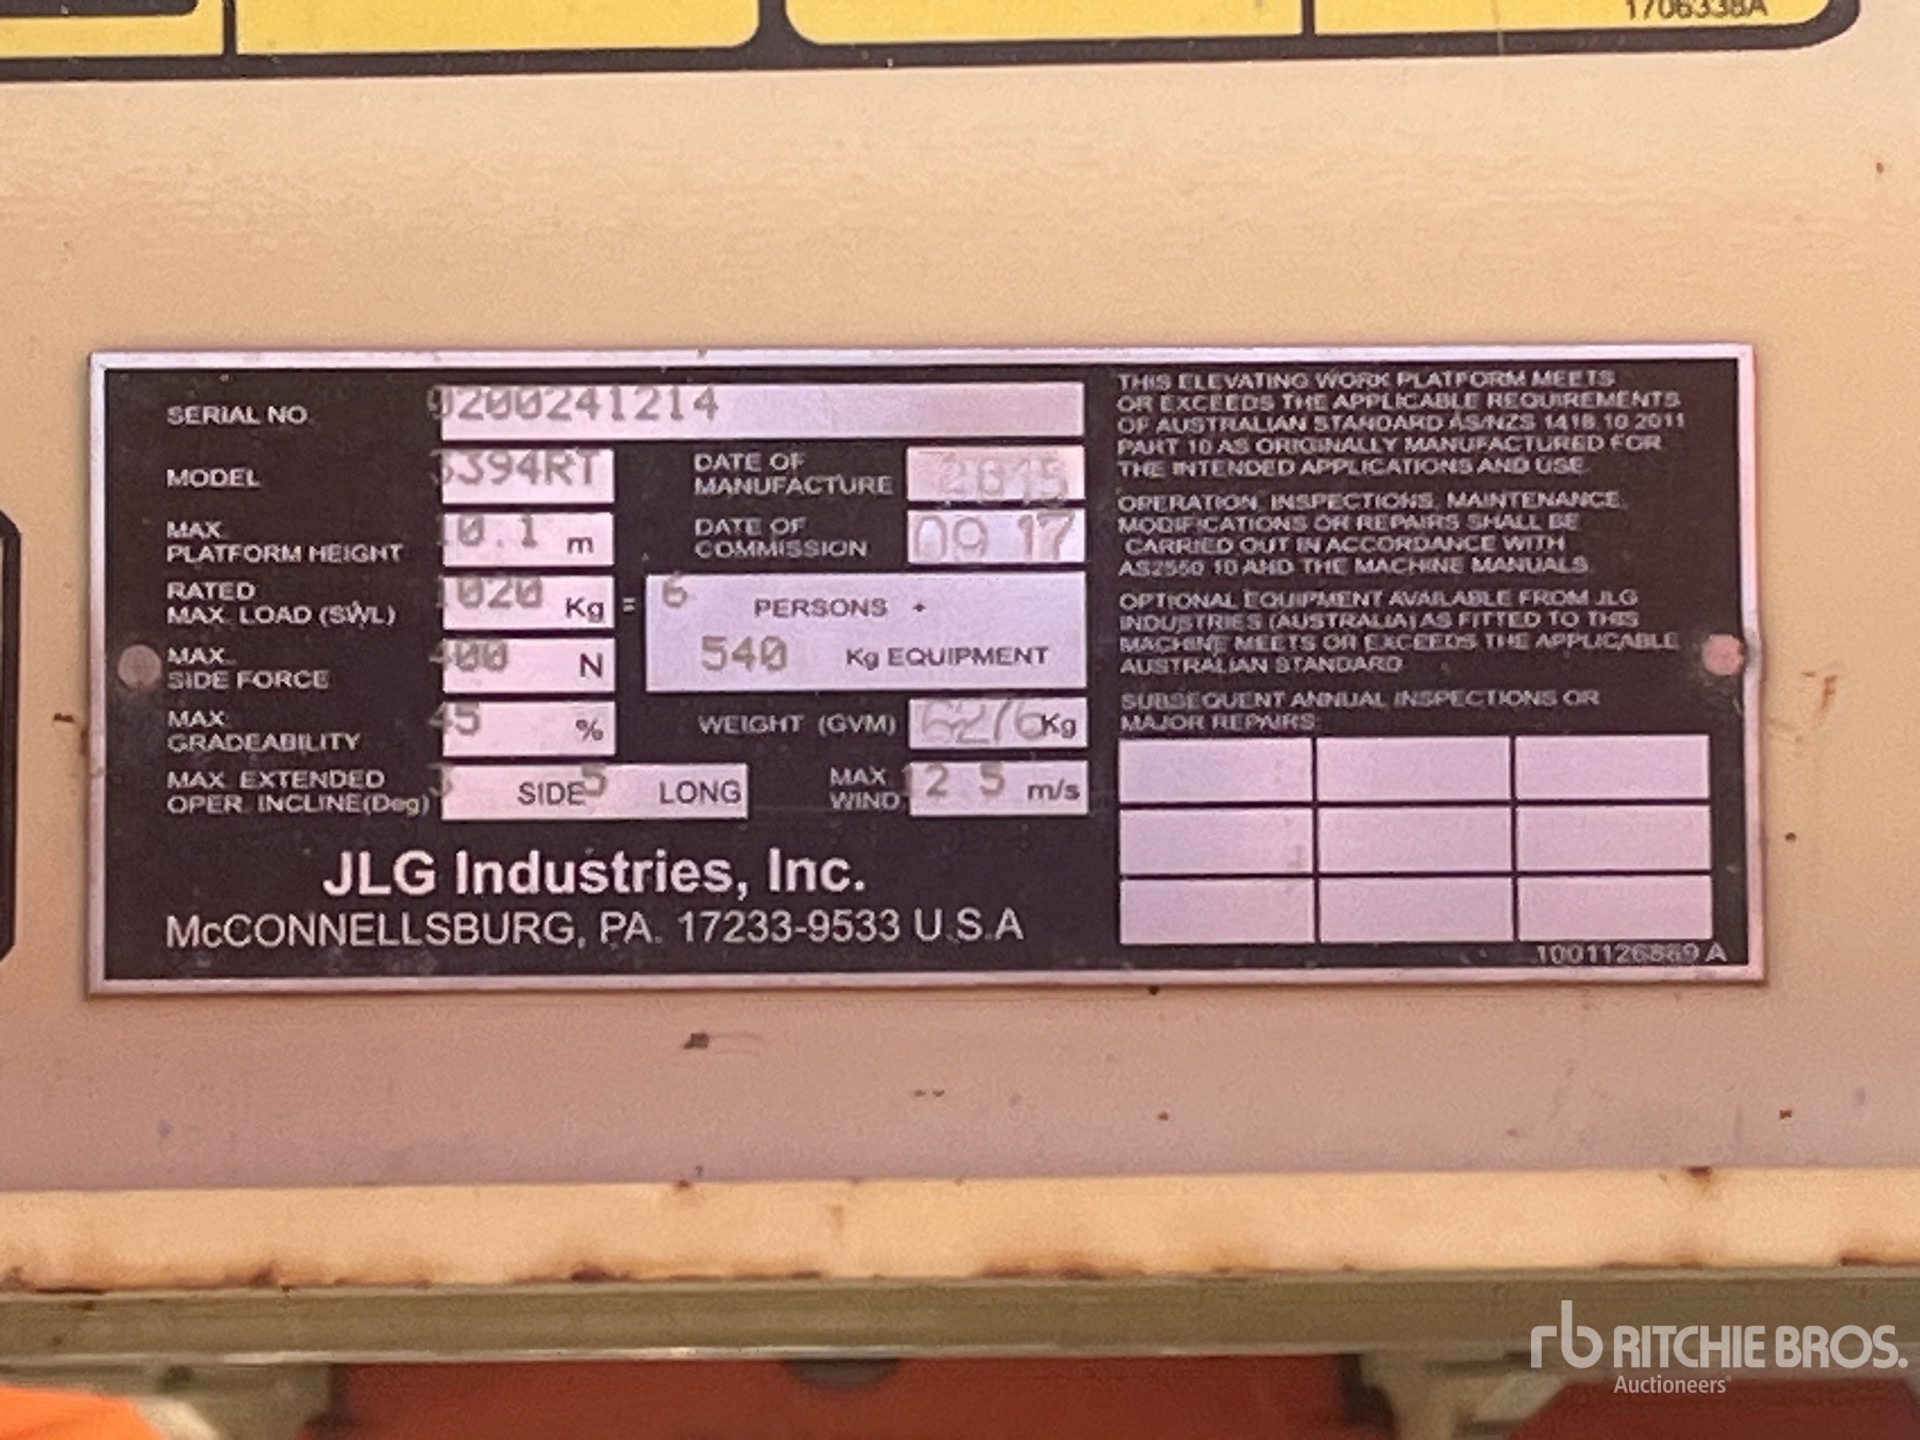 1706338A
SERIAL NO. 0200241214
MODEL 3394RT DATE OF MANUFACTURE 2015
MAX. PLATFORM HEIGHT 10.1 m DATE OF COMMISSION 09 17
RATED MAX. LOAD (SWL) 1020 Kg = 6 PERSONS +
540 Kg EQUIPMENT
MAX. SIDE FORCE 400 N
MAX. GRADEABILITY 45 % WEIGHT (GVM) Kg
MAX. EXTENDED OPER. INCLINE(Deg) 3 SIDE 5 LONG MAX WIND 12 5 m/s
JLG Industries, Inc.
McCONNELLSBURG, PA. 17233-9533 U.S.A
THIS ELEVATING WORK PLATFORM MEETS
OR EXCEEDS THE APPLICABLE REQUIREMENTS
OF AUSTRALIAN STANDARD AS/NZS 1418.10.2011
PART 10 AS ORIGINALLY MANUFACTURED FOR
THE INTENDED APPLICATIONS AND USE.
OPERATION, INSPECTIONS, MAINTENANCE,
MODIFICATIONS OR REPAIRS SHALL BE
CARRIED OUT IN ACCORDANCE WITH
AS2550 10 AND THE MACHINE MANUALS.
OPTIONAL EQUIPMENT AVAILABLE FROM JLG
INDUSTRIES (AUSTRALIA) AS FITTED TO THIS
MACHINE MEETS OR EXCEEDS THE APPLICABLE
AUSTRALIAN STANDARD
SUBSEQUENT ANNUAL INSPECTIONS OR
MAJOR REPAIRS:
1001126869 A
rb RITCHIE BROS.
Auctioneers